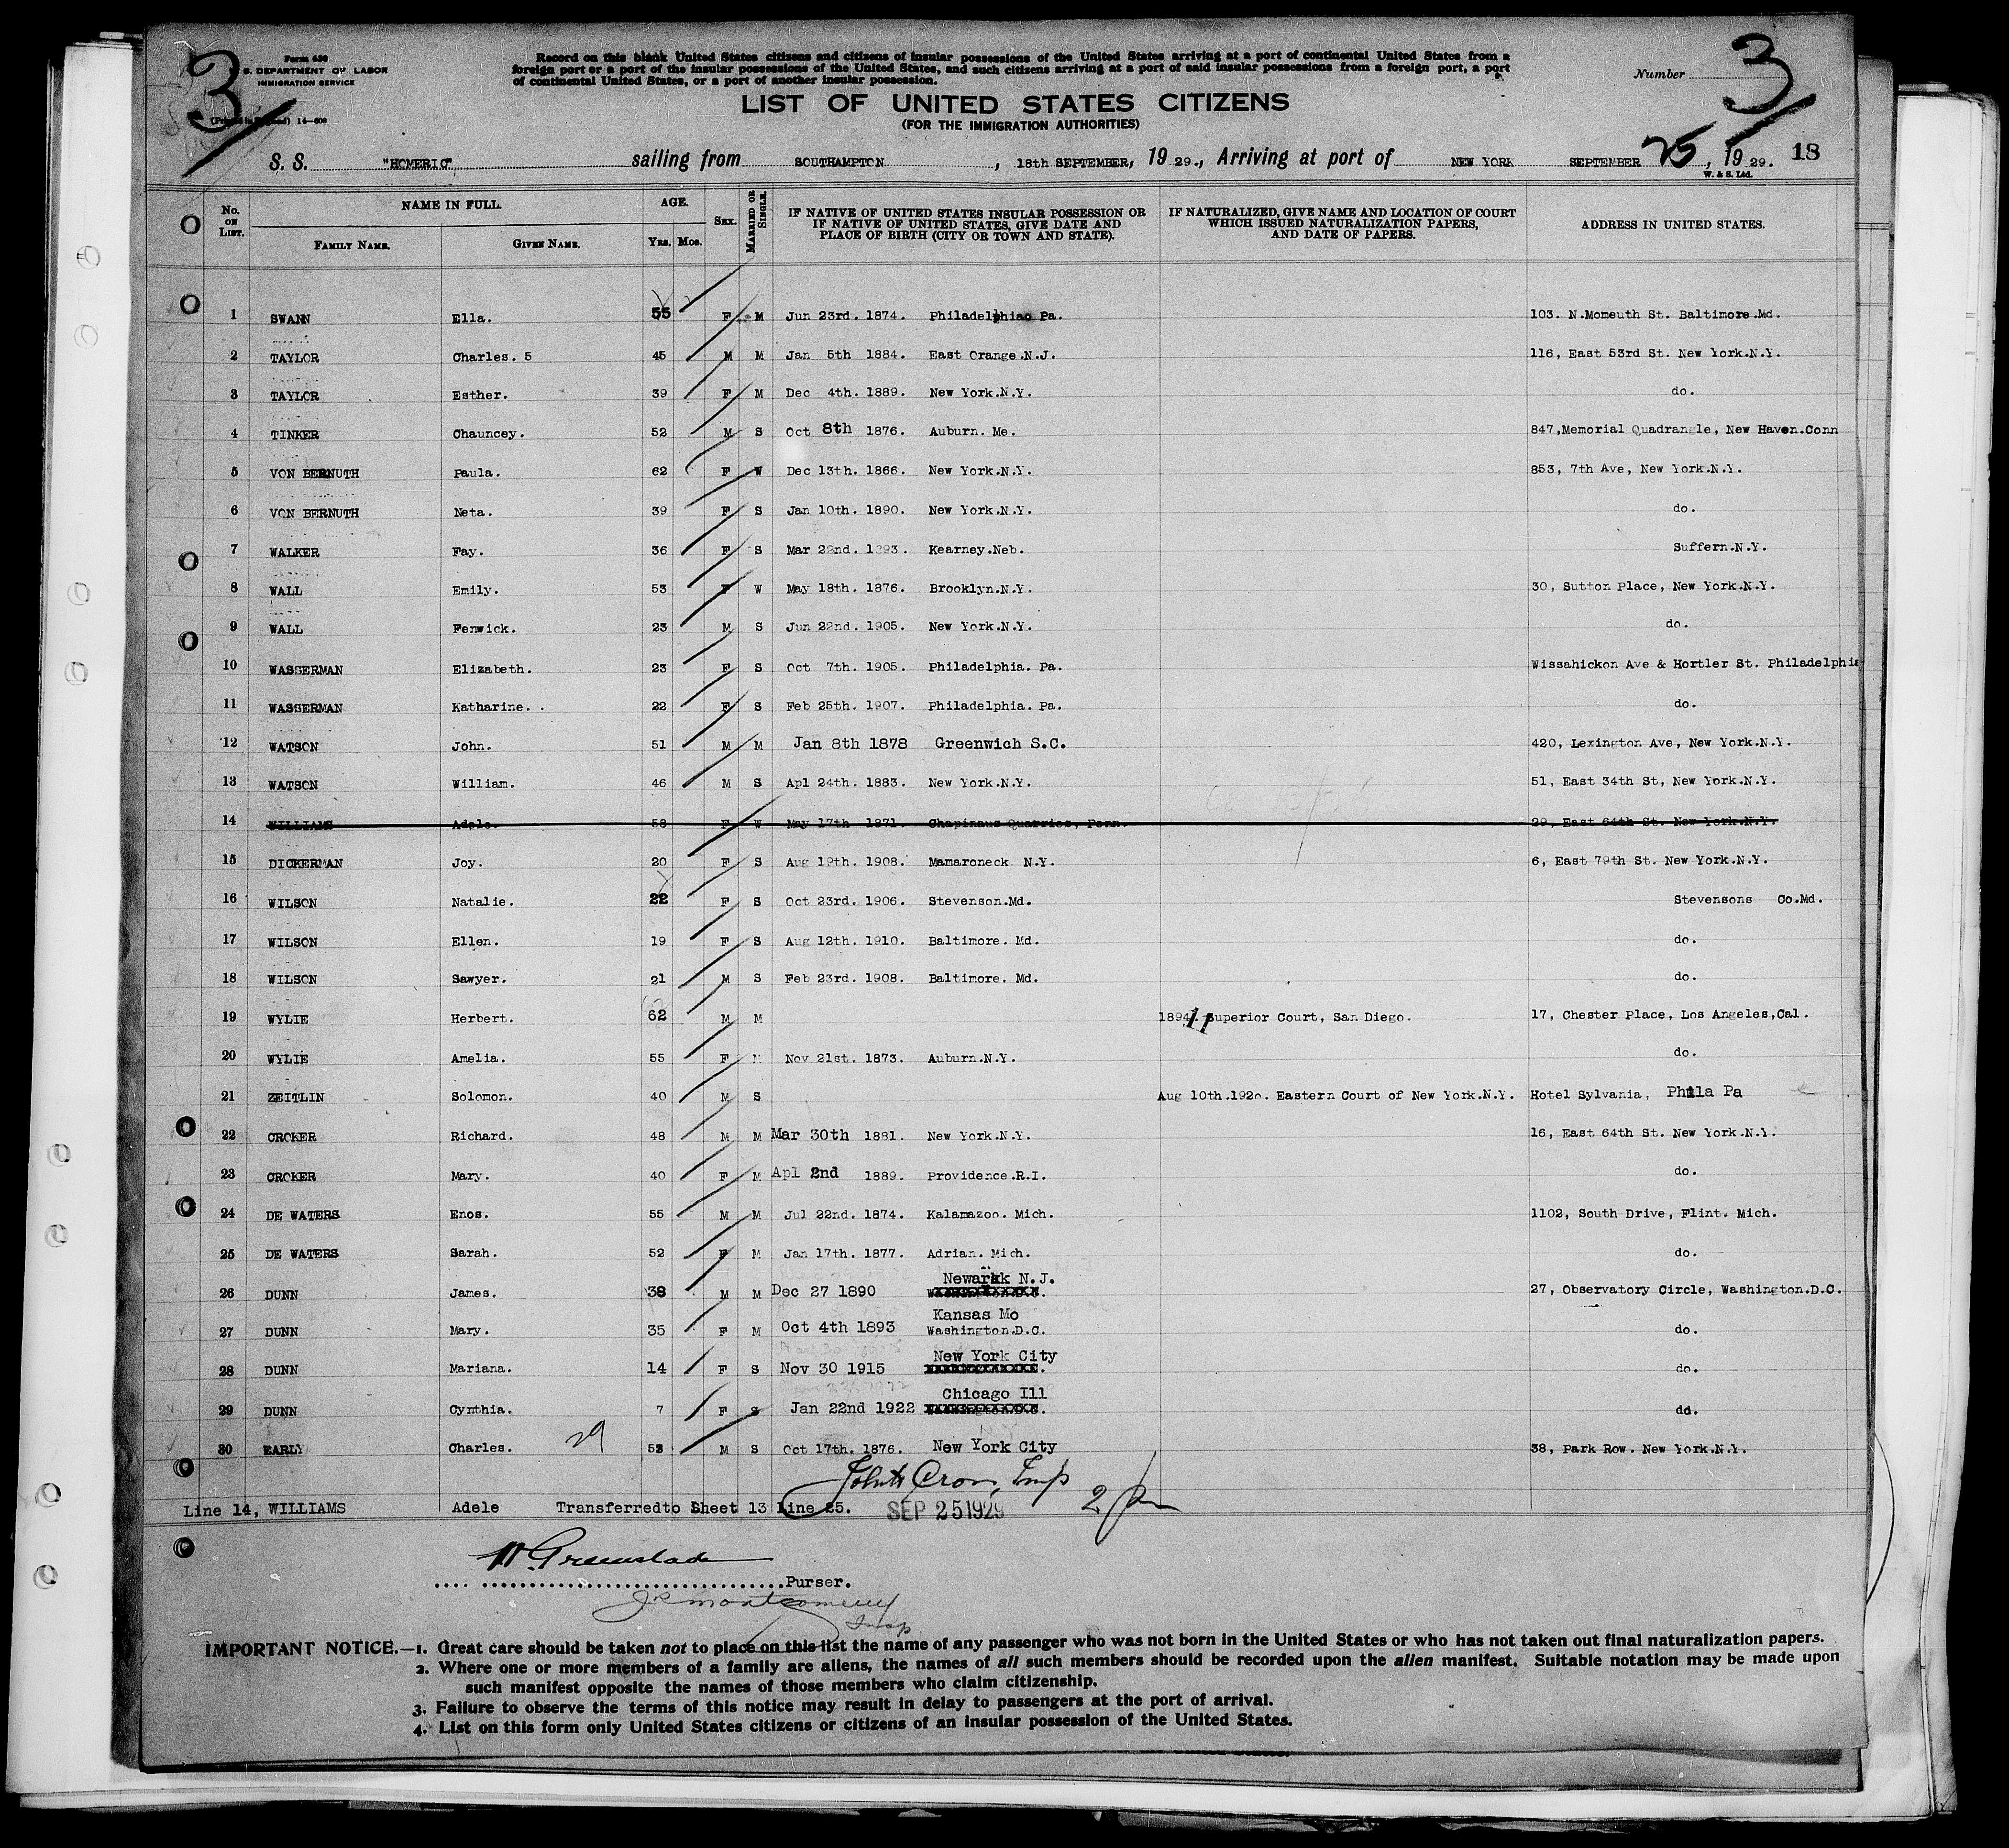 3
Form 630
S. DEPARTMENT OF LABOR
IMMIGRATION SERVICE
14—606
Record on this blank United States citizens and citizens of insular possessions of the United States arriving at a port of continental United States from a
foreign port or a port of the insular possessions of the United States, and such citizens arriving at a port of said insular possessions from a foreign port, a port
of continental United States, or a port of another insular possession.
Number 3
LIST OF UNITED STATES CITIZENS
(FOR THE IMMIGRATION AUTHORITIES)
S. S. "HOMERIC" sailing from SOUTHAMPTON, 18th SEPTEMBER, 19 29., Arriving at port of NEW YORK SEPTEMBER 25, 19 29. 18
W. & S. Ltd.
No. ON LIST. NAME IN FULL. FAMILY NAME. GIVEN NAME. AGE. Yrs. Mos. SEX. MARRIED OR SINGLE. IF NATIVE OF UNITED STATES INSULAR POSSESSION OR IF NATIVE OF UNITED STATES, GIVE DATE AND PLACE OF BIRTH (CITY OR TOWN AND STATE). IF NATURALIZED, GIVE NAME AND LOCATION OF COURT WHICH ISSUED NATURALIZATION PAPERS, AND DATE OF PAPERS. ADDRESS IN UNITED STATES.
1 SWANN Ella. 55 F M Jun 23rd. 1874. Philadelphia Pa. 103. N.Momeuth St. Baltimore.Md.
2 TAYLOR Charles. 5 45 M M Jan 5th 1884. East Orange.N.J. 116, East 53rd St. New York.N.Y.
3 TAYLOR Esther. 39 F M Dec 4th. 1889. New York.N.Y. do.
4 TINKER Chauncey. 52 M S Oct 8th 1876. Auburn. Me. 847,Memorial Quadrangle, New Haven.Conn
5 VON BERNUTH Paula. 62 F W Dec 13th. 1866. New York.N.Y. 853, 7th Ave, New York.N.Y.
6 VON BERNUTH Neta. 39 F S Jan 10th. 1890. New York.N.Y. do.
7 WALKER Fay. 36 F S Mar 22nd. 1893. Kearney.Neb. Suffern.N.Y.
8 WALL Emily. 53 F W May 18th. 1876. Brooklyn.N.Y. 30, Sutton Place, New York.N.Y.
9 WALL Fenwick. 23 M S Jun 22nd. 1905. New York.N.Y. do.
10 WASSERMAN Elizabeth. 23 F S Oct 7th. 1905. Philadelphia. Pa. Wissahickon Ave & Hortler St. Philadelphia
11 WASSERMAN Katharine. . 22 F S Feb 25th. 1907. Philadelphia. Pa. do.
12 WATSON John. 51 M M Jan 8th 1878 Greenwich S.C. 420, Lexington Ave, New York.N.Y.
13 WATSON William. 46 M S Apl 24th. 1883. New York.N.Y. 51, East 34th St, New York.N.Y.
14 WILLIAMS Adele. 58 F W May 17th 1871. Chapinaus Quarries, Penn. 29, East 64th St. New York.N.Y.
15 DICKERMAN Joy. 20 F S Aug 19th. 1908. Mamaroneck N.Y. 6, East 79th St. New York.N.Y.
16 WILSON Natalie. 22 F S Oct 23rd. 1906. Stevenson.Md. Stevensons Co.Md.
17 WILSON Ellen. 19 F S Aug 12th. 1910. Baltimore. Md. do.
18 WILSON Sawyer. 21 M S Feb 23rd. 1908. Baltimore. Md. do.
19 WYLIE Herbert. 62 M M 1894. Superior Court, San Diego. 17, Chester Place, Los Angeles,Cal.
20 WYLIE Amelia. 55 F M Nov 21st. 1873. Auburn.N.Y. do.
21 ZEITLIN Solomon. 40 M S Aug 10th.1920. Eastern Court of New York.N.Y. Hotel Sylvania, Phila Pa
22 CROKER Richard. 48 M M Mar 30th 1881. New York.N.Y. 16, East 64th St. New York.N.Y.
23 CROKER Mary. 40 F M Apl 2nd 1889. Providence.R.I. do.
24 DE WATERS Enos. 55 M M Jul 22nd. 1874. Kalamazoo. Mich. 1102, South Drive, Flint. Mich.
25 DE WATERS Sarah. 52 F M Jan 17th. 1877. Adrian. Mich. do.
26 DUNN James. 38 M M Dec 27 1890 Newark N.J. 27, Observatory Circle, Washington.D.C.
27 DUNN Mary. 35 F M Oct 4th 1893 Kansas Mo Washington.D.C. do.
28 DUNN Mariana. 14 F S Nov 30 1915 New York City do.
29 DUNN Cynthia. 7 F S Jan 22nd 1922 Chicago Ill dd.
30 EARLY Charles. 29 53 M S Oct 17th. 1876. New York City 38, Park Row. New York.N.Y.
Line 14, WILLIAMS Adele Transferredto Sheet 13 Line 25. SEP 25 1929
Purser.
Insp
IMPORTANT NOTICE.—1. Great care should be taken not to place on this list the name of any passenger who was not born in the United States or who has not taken out final naturalization papers.
2. Where one or more members of a family are aliens, the names of all such members should be recorded upon the alien manifest. Suitable notation may be made upon
such manifest opposite the names of those members who claim citizenship.
3. Failure to observe the terms of this notice may result in delay to passengers at the port of arrival.
4. List on this form only United States citizens or citizens of an insular possession of the United States.